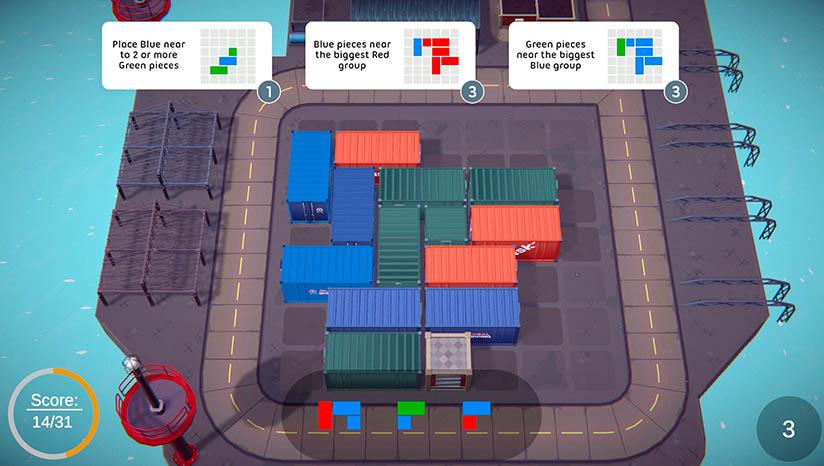 Place Blue near
to 2 or more
Green pieces
1
Blue pieces near
the biggest Red
group
3
Green pieces
near the biggest
Blue group
3
Score:
14/31
3